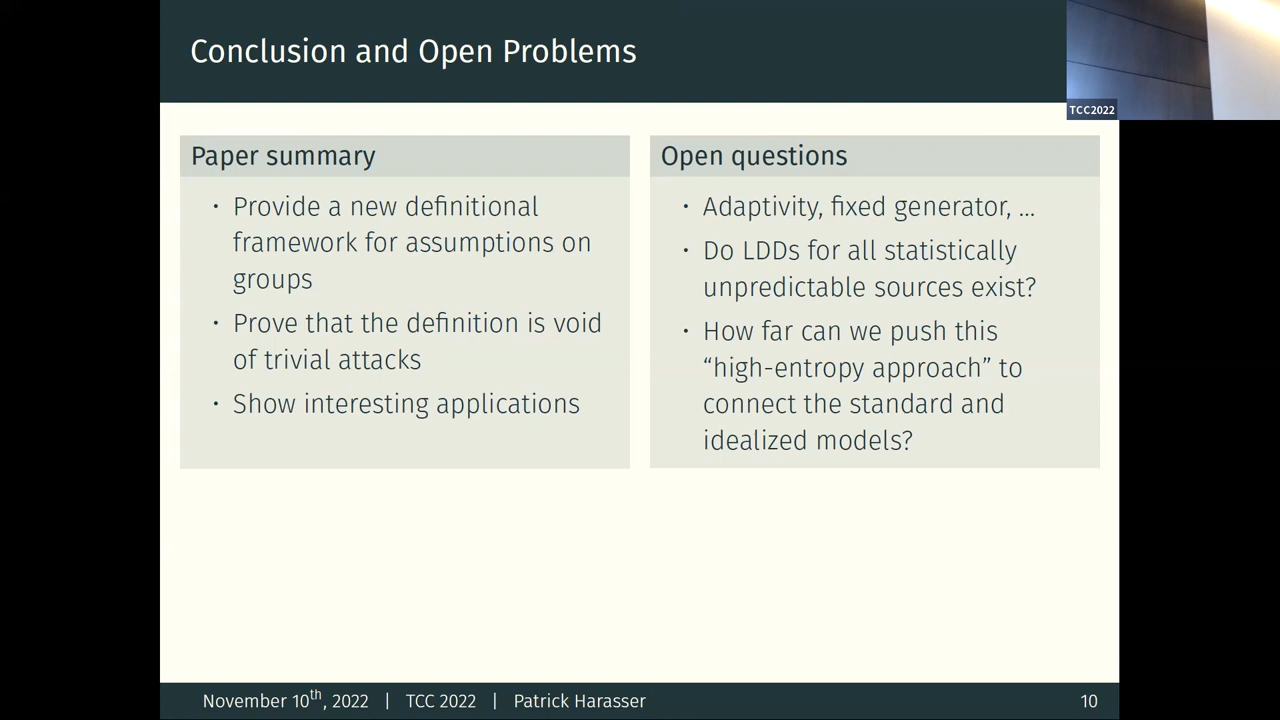 Conclusion and Open Problems
TCC2022
Paper summary
· Provide a new definitional
framework for assumptions on
groups
· Prove that the definition is void
of trivial attacks
· Show interesting applications
Open questions
· Adaptivity, fixed generator, ...
· Do LDDs for all statistically
unpredictable sources exist?
· How far can we push this
“high-entropy approach” to
connect the standard and
idealized models?
November 10th, 2022 | TCC 2022 | Patrick Harasser
10